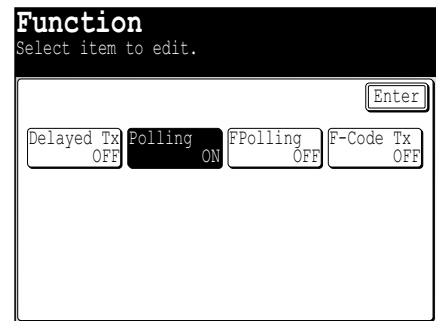 Function
Select item to edit.
Enter
Delayed Tx Polling FPolling F-Code Tx
OFF ON OFF OFF